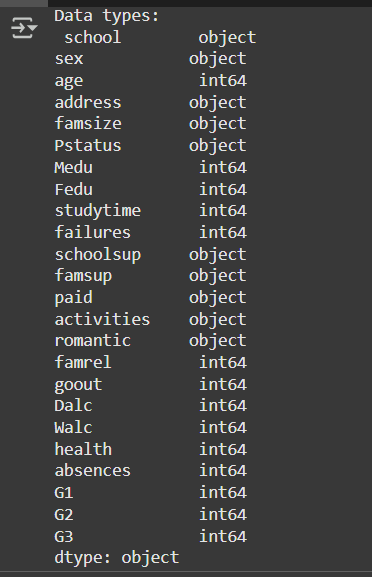 Data types:
 school        object
sex           object
age            int64
address       object
famsize       object
Pstatus       object
Medu           int64
Fedu           int64
studytime      int64
failures       int64
schoolsup     object
famsup        object
paid          object
activities    object
romantic      object
famrel         int64
goout          int64
Dalc           int64
Walc           int64
health         int64
absences       int64
G1             int64
G2             int64
G3             int64
dtype: object